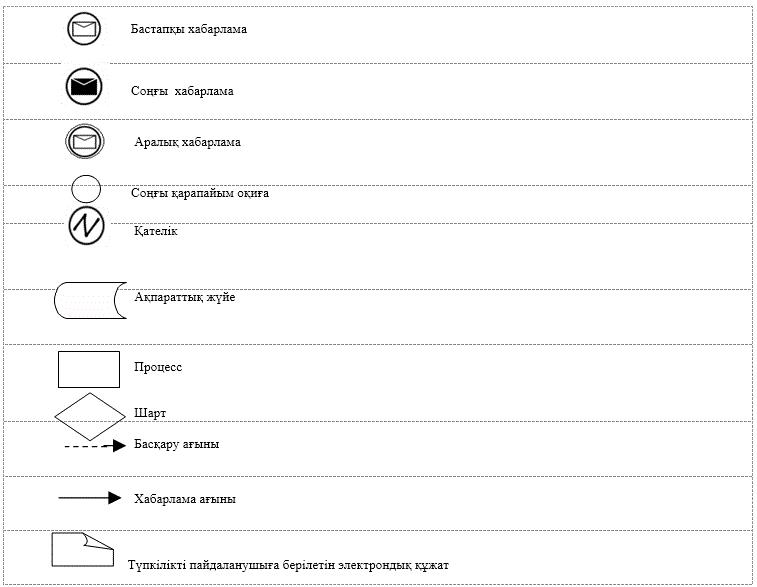 Бастапқы хабарлама
Соңғы хабарлама
Аралық хабарлама
Соңғы қарапайым оқиға
Қателік
Ақпараттық жүйе
Процесс
Шарт
Басқару ағыны
Хабарлама ағыны
Түпкілікті пайдаланушыға берілетін электрондық құжат